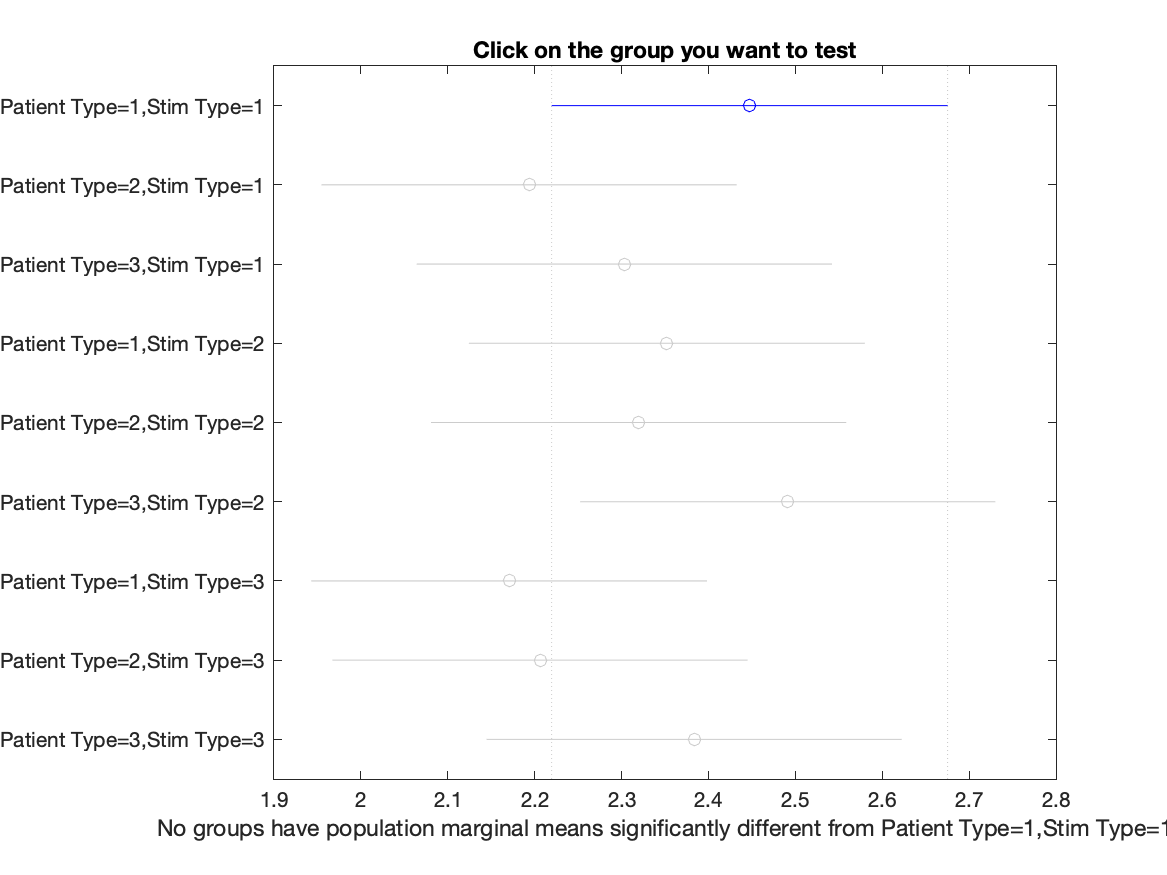 Click on the group you want to test
Patient Type=1,Stim Type=1
Patient Type=2,Stim Type=1
Patient Type=3,Stim Type=1
Patient Type=1,Stim Type=2
Patient Type=2,Stim Type=2
Patient Type=3,Stim Type=2
Patient Type=1,Stim Type=3
Patient Type=2,Stim Type=3
Patient Type=3,Stim Type=3
1.9 2 2.1 2.2 2.3 2.4 2.5 2.6 2.7 2.8
No groups have population marginal means significantly different from Patient Type=1,Stim Type=1